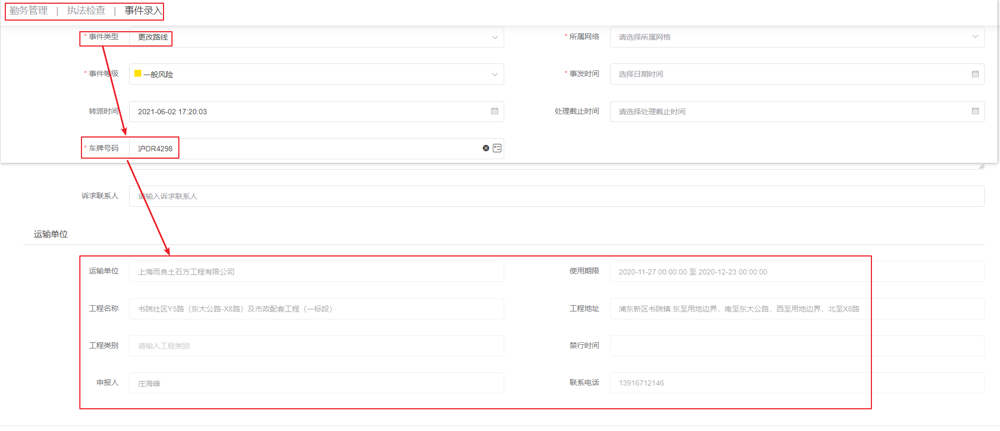 勤务管理 | 执法检查 | 事件录入
* 事件类型 更改路线 * 所属网络 请选择所属网格
* 事件等级 一般风险 * 事发时间 选择日期时间
转派时间 2021-06-02 17:20:03 处理截止时间 请选择处理截止时间
* 车牌号码 沪DR4298
诉求联系人 请输入诉求联系人
运输单位
运输单位 上海雨良土石方工程有限公司 使用期限 2020-11-27 00:00:00 至 2020-12-23 00:00:00
工程名称 书院社区Y5路（东大公路-X8路）及市政配套工程（一标段） 工程地址 浦东新区书院镇 东至用地边界，南至东大公路，西至用地边界，北至X8路
工程类别 请输入工程类别 禁行时间
申报人 庄海峰 联系电话 13916712146